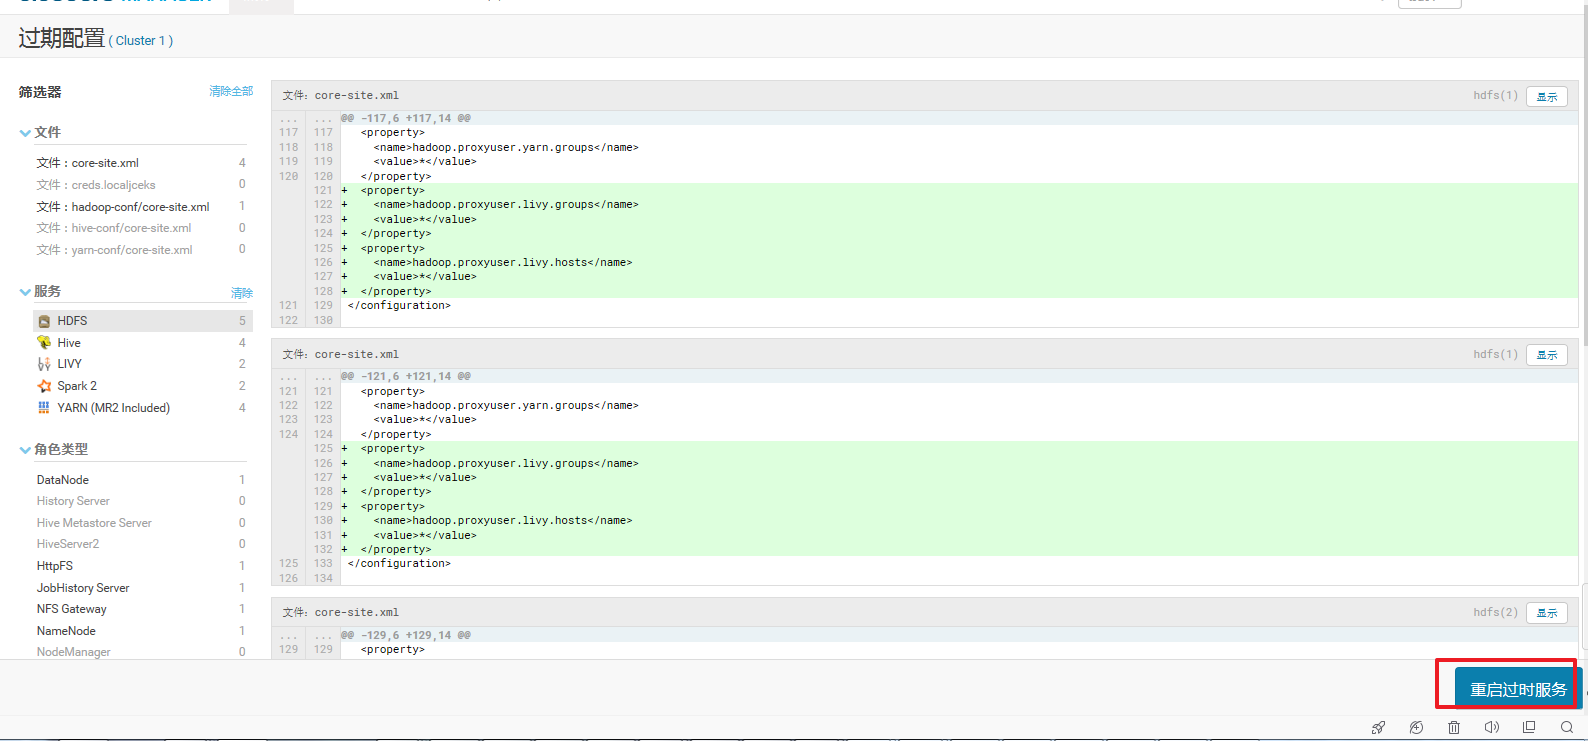 过期配置 ( Cluster 1 )
筛选器 清除全部
文件
文件：core-site.xml 4
文件：creds.localjceks 0
文件：hadoop-conf/core-site.xml 1
文件：hive-conf/core-site.xml 0
文件：yarn-conf/core-site.xml 0
服务 清除
HDFS 5
Hive 4
LIVY 2
Spark 2 2
YARN (MR2 Included) 4
角色类型
DataNode 1
History Server 0
Hive Metastore Server 0
HiveServer2 0
HttpFS 1
JobHistory Server 1
NFS Gateway 1
NameNode 1
NodeManager 0
文件: core-site.xml hdfs(1) 显示
... ... @@ -117,6 +117,14 @@
117 117 <property>
118 118 <name>hadoop.proxyuser.yarn.groups</name>
119 119 <value>*</value>
120 120 </property>
121 + <property>
122 + <name>hadoop.proxyuser.livy.groups</name>
123 + <value>*</value>
124 + </property>
125 + <property>
126 + <name>hadoop.proxyuser.livy.hosts</name>
127 + <value>*</value>
128 + </property>
121 129 </configuration>
122 130
文件: core-site.xml hdfs(1) 显示
... ... @@ -121,6 +121,14 @@
121 121 <property>
122 122 <name>hadoop.proxyuser.yarn.groups</name>
123 123 <value>*</value>
124 124 </property>
125 + <property>
126 + <name>hadoop.proxyuser.livy.groups</name>
127 + <value>*</value>
128 + </property>
129 + <property>
130 + <name>hadoop.proxyuser.livy.hosts</name>
131 + <value>*</value>
132 + </property>
125 133 </configuration>
126 134
文件: core-site.xml hdfs(2) 显示
... ... @@ -129,6 +129,14 @@
129 129 <property>
重启过时服务